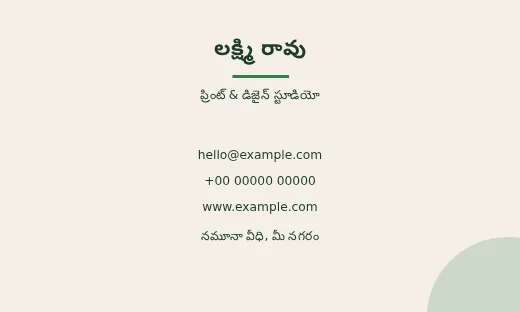 లక్ష్మి రావు
ప్రింట్ & డిజైన్ స్టూడియో
hello@example.com
+00 00000 00000
www.example.com
నమూనా వీధి, మీ నగరం